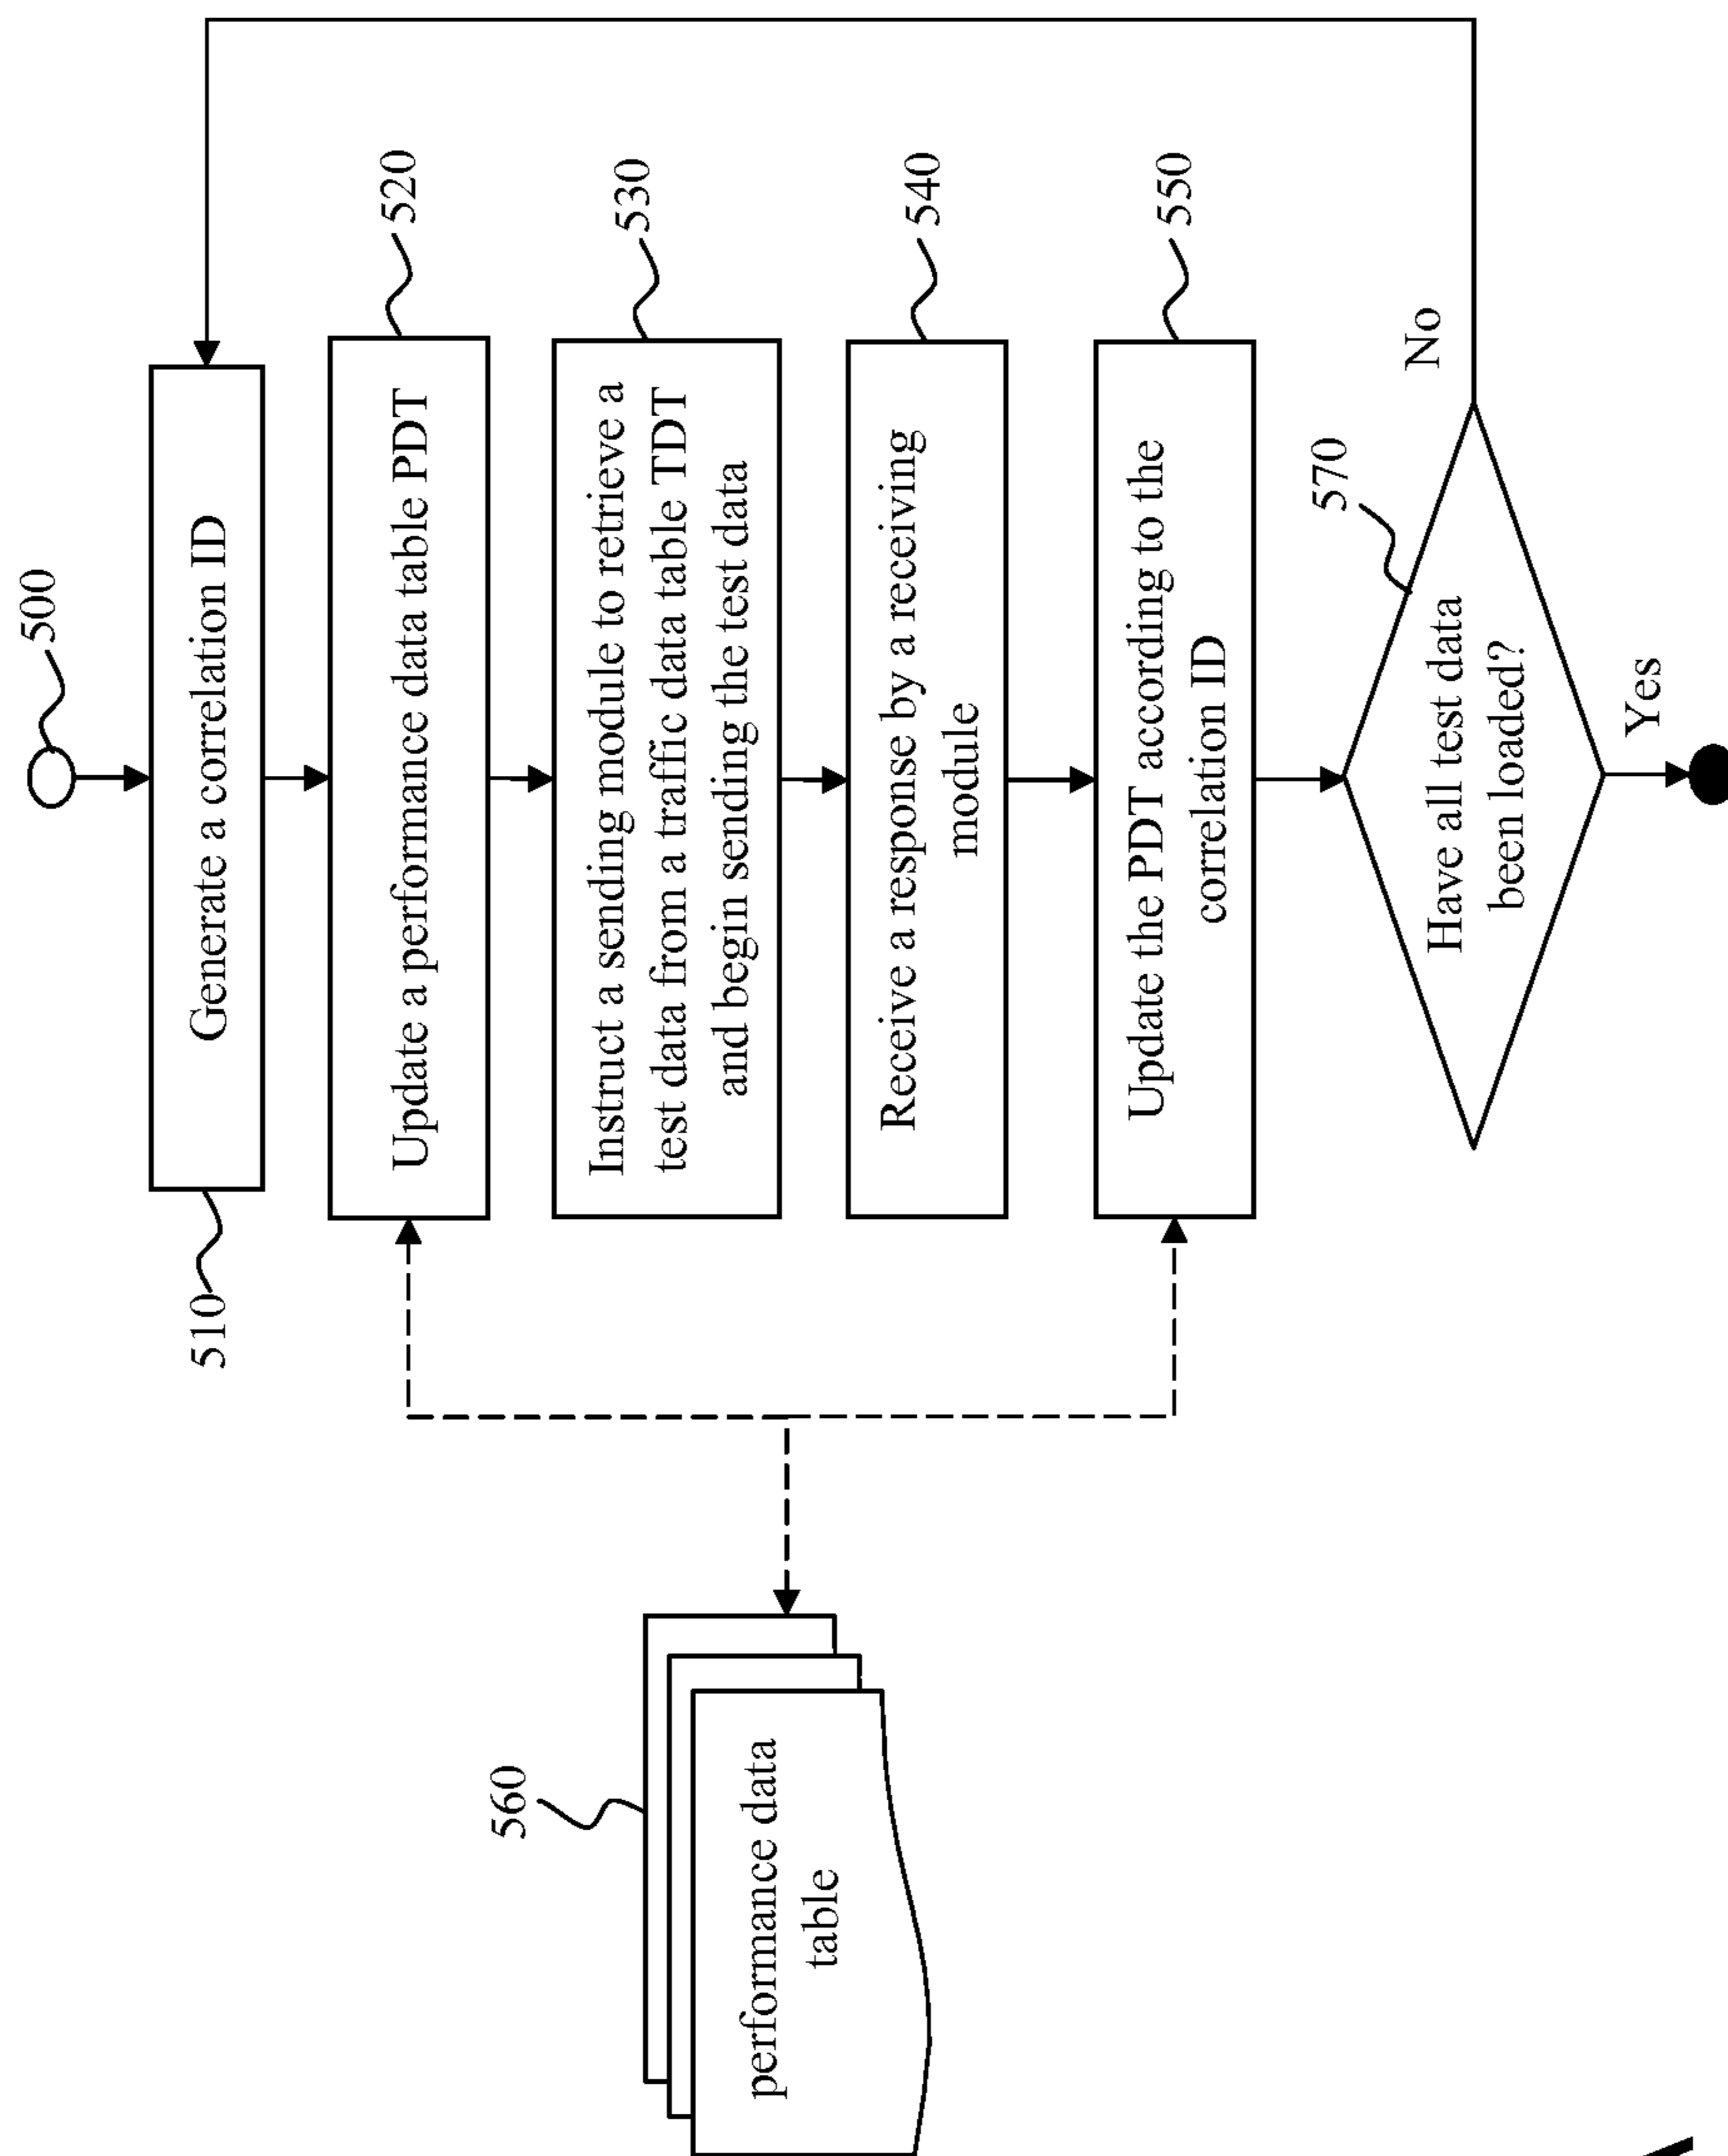 500
Generate a correlation ID
510
Update a performance data table PDT
520
Instruct a sending module to retrieve a
test data from a traffic data table TDT
and begin sending the test data
530
Receive a response by a receiving
module
540
Update the PDT according to the
correlation ID
550
560
performance data
table
570
Have all test data
been loaded?
No
Yes